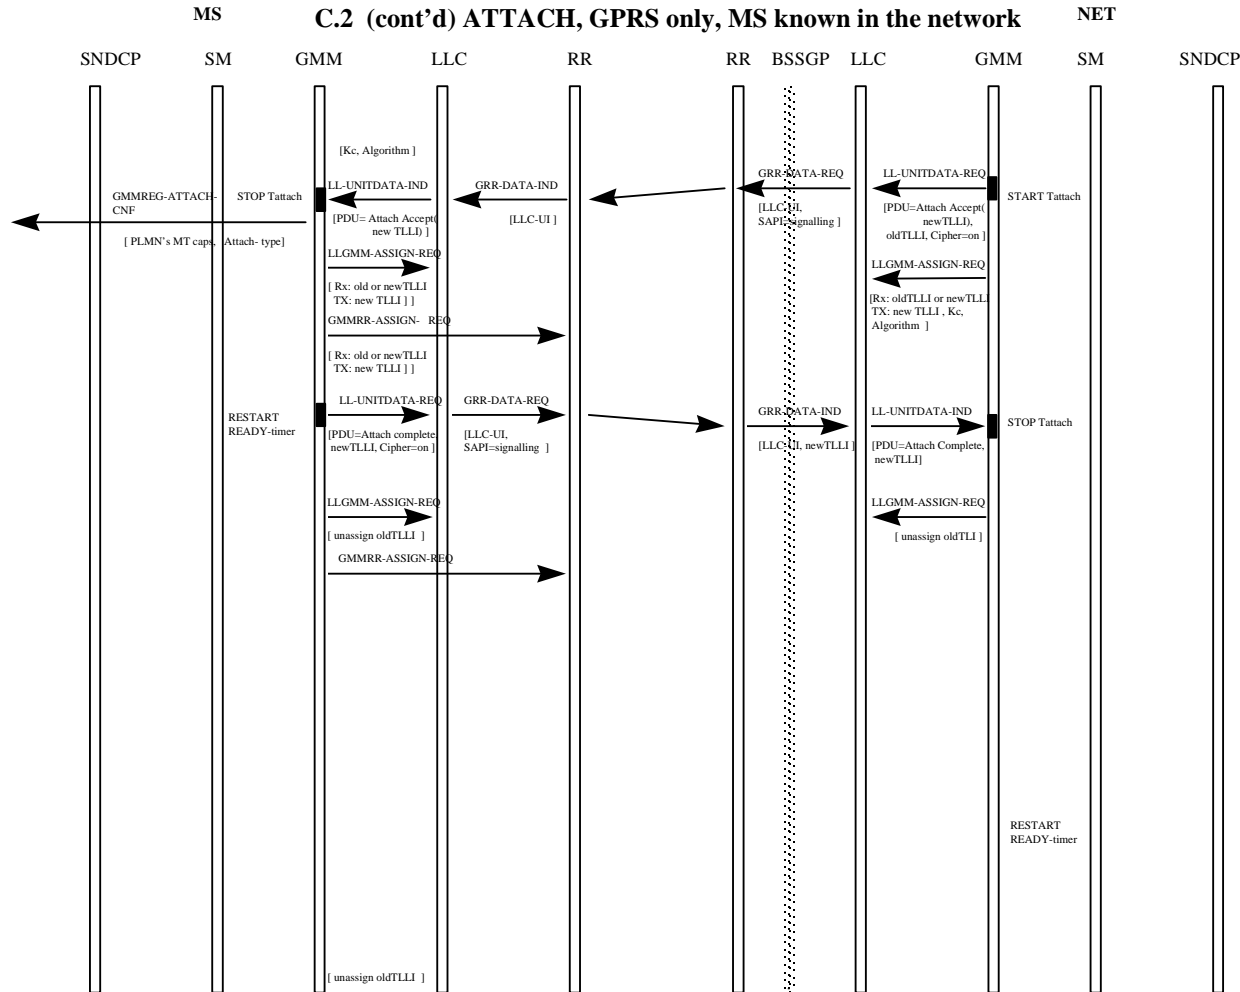 MS
C.2 (cont'd) ATTACH, GPRS only, MS known in the network
NET
SNDCP SM GMM LLC RR RR BSSGP LLC GMM SM SNDCP
[Kc, Algorithm ]
GMMREG-ATTACH-
CNF
STOP Tattach
LL-UNITDATA-IND
GRR-DATA-IND
GRR-DATA-REQ
LL-UNITDATA-REQ
START Tattach
[PDU= Attach Accept(
new TLLI) ]
[LLC-UI ]
[LLC-UI,
SAPI=signalling ]
[PDU=Attach Accept(
newTLLI),
oldTLLI, Cipher=on ]
[ PLMN's MT caps, Attach- type]
LLGMM-ASSIGN-REQ
LLGMM-ASSIGN-REQ
[ Rx: old or newTLLI
TX: new TLLI ] ]
[Rx: oldTLLI or newTLLI
TX: new TLLI , Kc,
Algorithm ]
GMMRR-ASSIGN- REQ
[ Rx: old or newTLLI
TX: new TLLI ] ]
RESTART
READY-timer
LL-UNITDATA-REQ
GRR-DATA-REQ
GRR-DATA-IND
LL-UNITDATA-IND
STOP Tattach
[PDU=Attach complete,
newTLLI, Cipher=on ]
[LLC-UI,
SAPI=signalling ]
[LLC-UI, newTLLI ]
[PDU=Attach Complete,
newTLLI]
LLGMM-ASSIGN-REQ
LLGMM-ASSIGN-REQ
[ unassign oldTLLI ]
[ unassign oldTLI ]
GMMRR-ASSIGN-REQ
RESTART
READY-timer
[ unassign oldTLLI ]